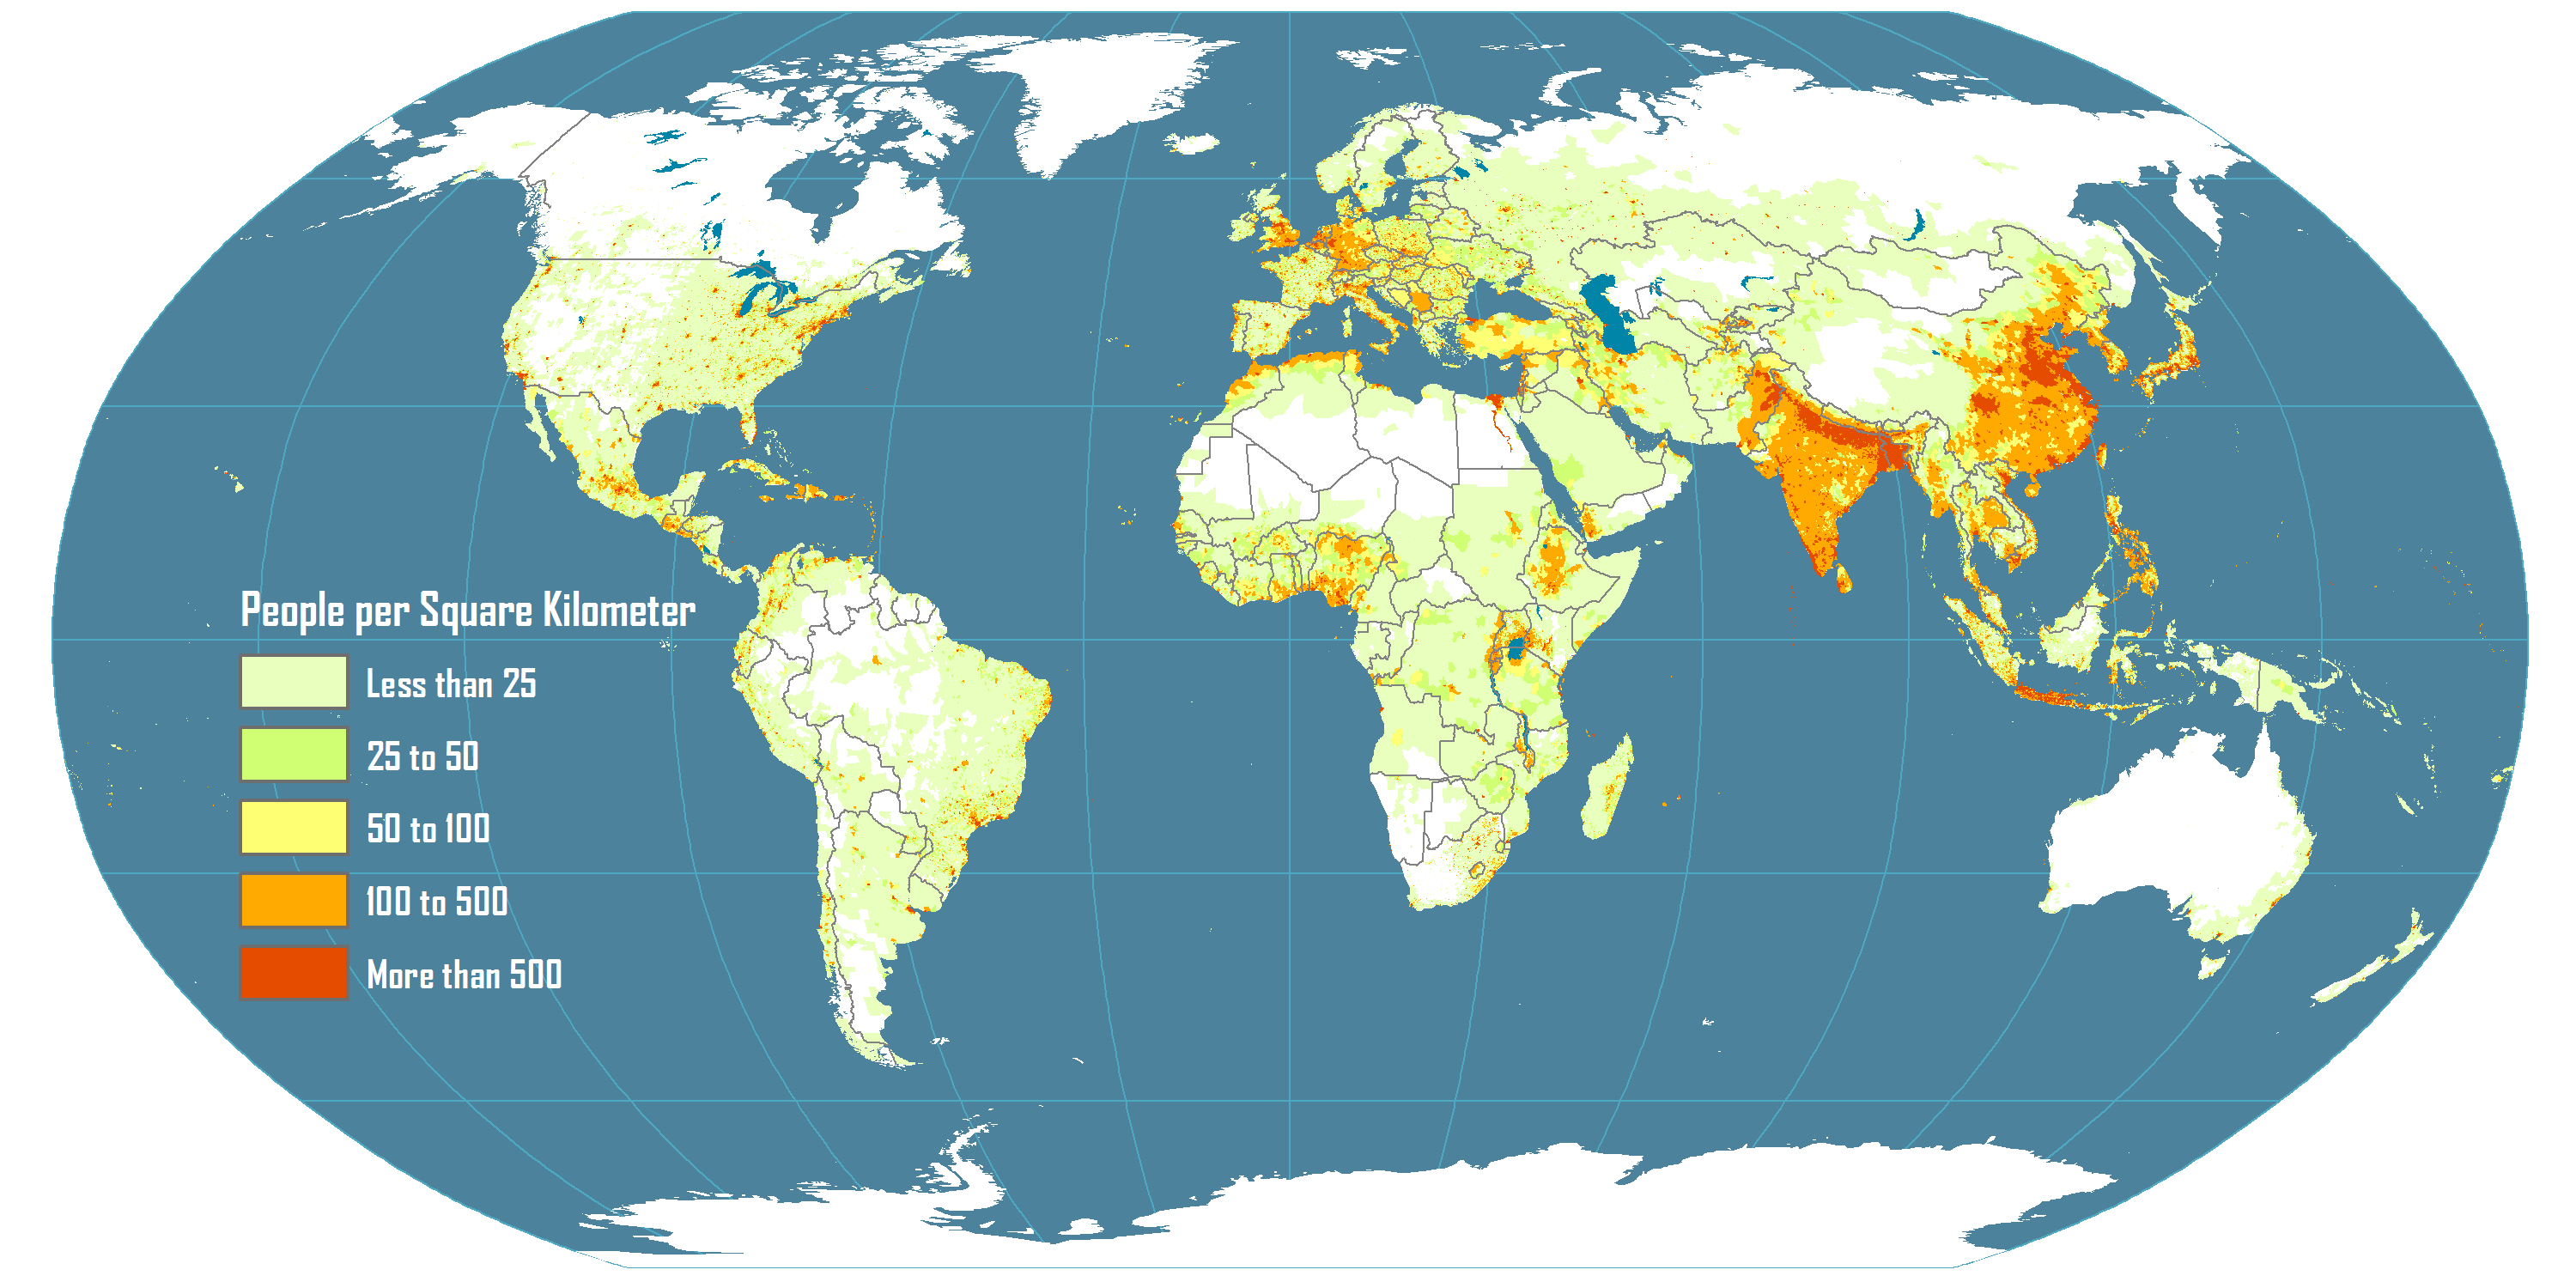 People per Square Kilometer
Less than 25
25 to 50
50 to 100
100 to 500
More than 500